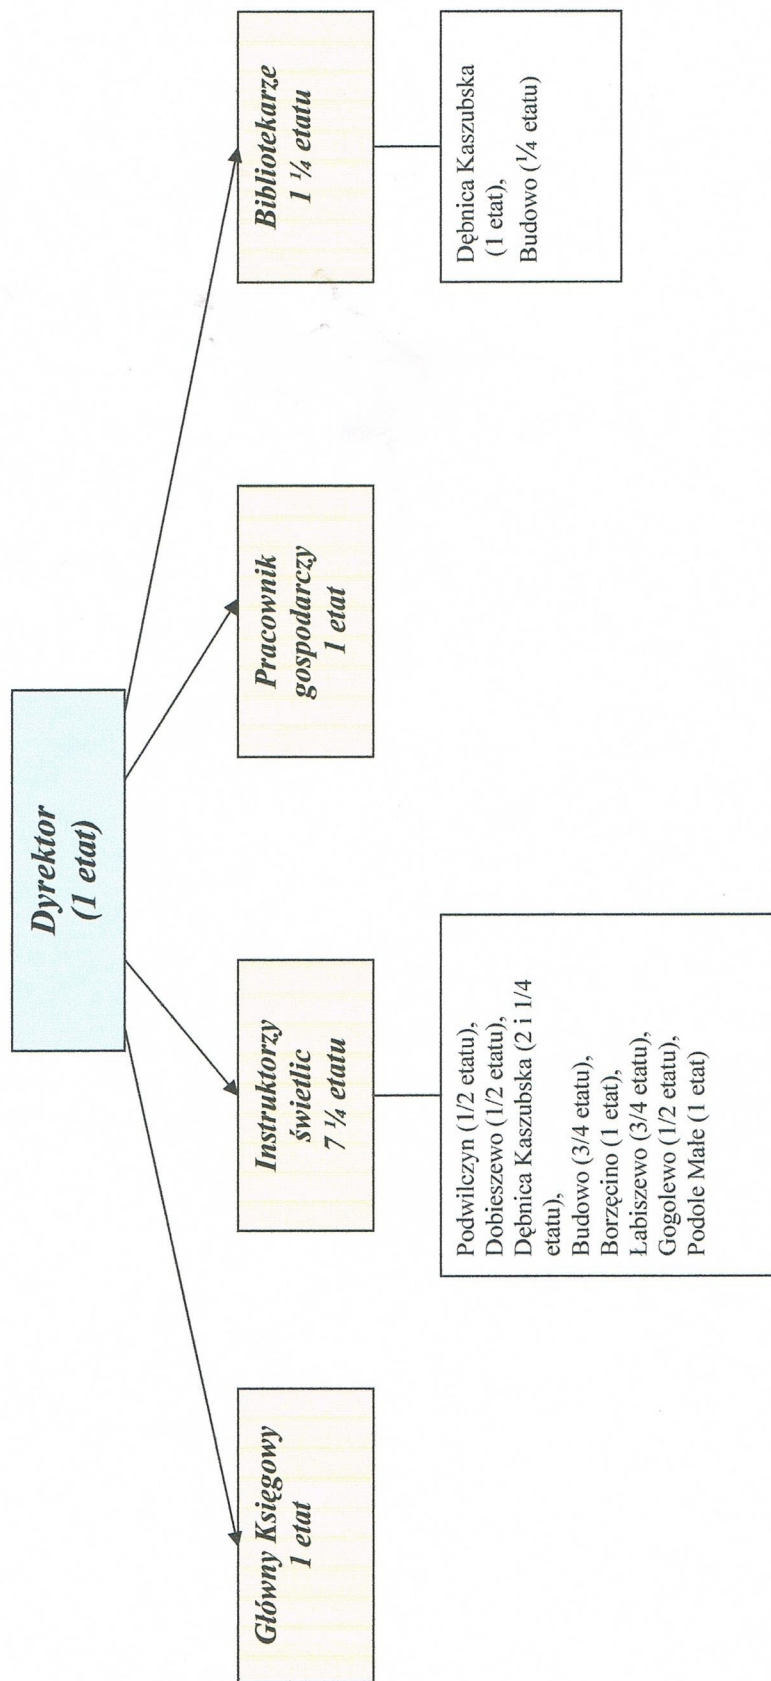 Dyrektor
(1 etat)
Główny Księgowy
1 etat
Instruktorzy
świetlic
7 ¼ etatu
Pracownik
gospodarczy
1 etat
Bibliotekarze
1 ¼ etatu
Podwilczyn (1/2 etatu),
Dobieszewo (1/2 etatu),
Dębnica Kaszubska (2 i 1/4
etatu),
Budowo (3/4 etatu),
Borzęcino (1 etat),
Łabiszewo (3/4 etatu),
Gogolewo (1/2 etatu),
Podole Małe (1 etat)
Dębnica Kaszubska
(1 etat),
Budowo (¼ etatu)